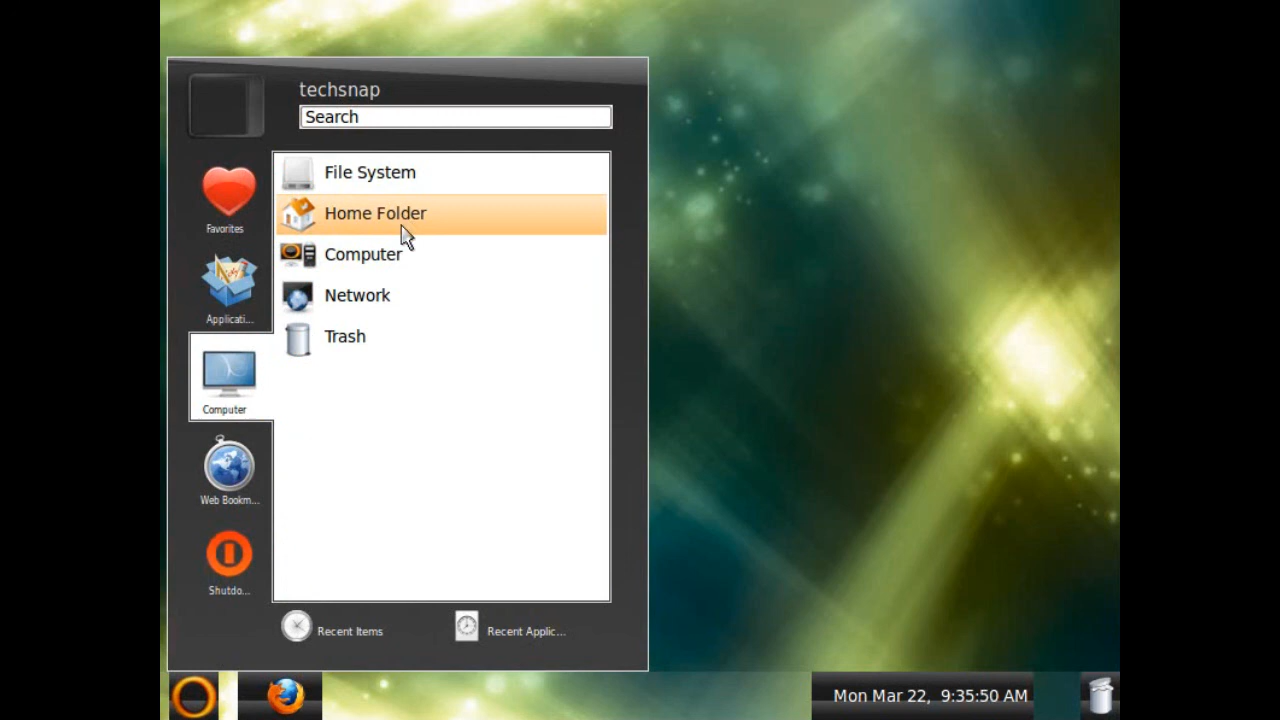 techsnap
Search
File System
Home Folder
Computer
Network
Trash
Favorites
Applicati...
Computer
Web Bookm...
Shutdo...
Recent Items
Recent Applic...
Mon Mar 22, 9:35:50 AM